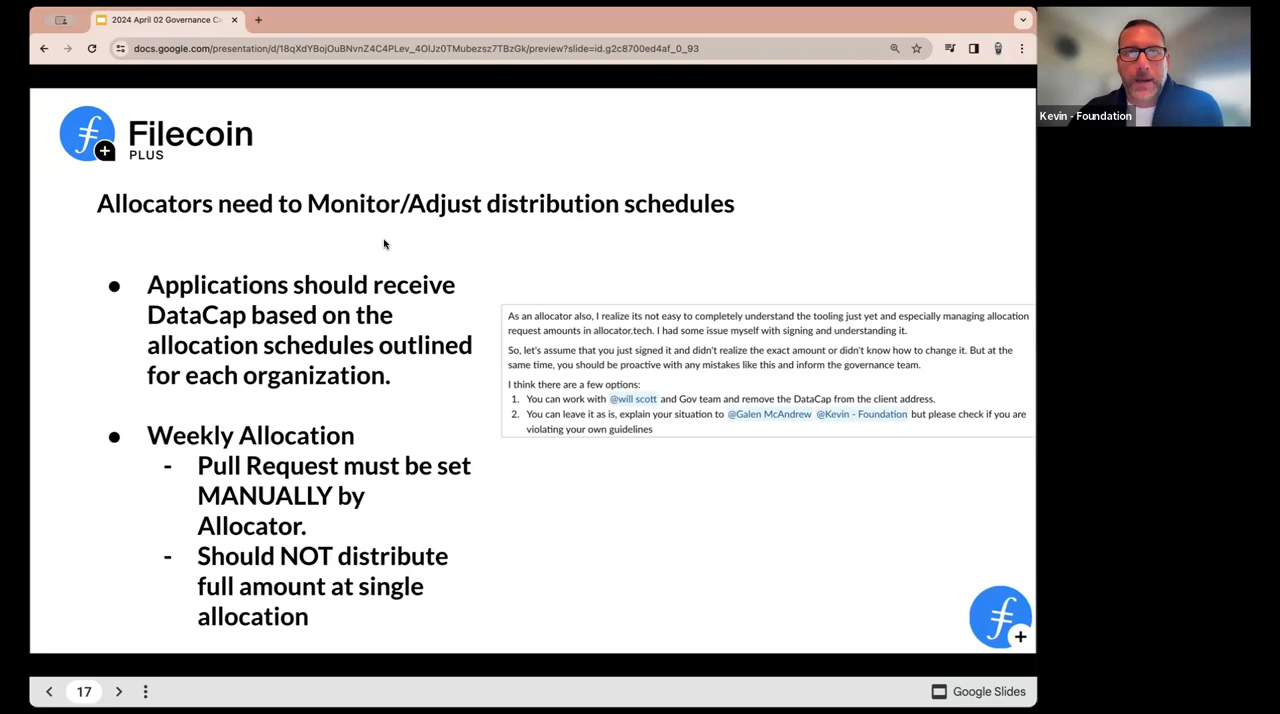 2024 April 02 Governance Ca
docs.google.com/presentation/d/18qXdYBojOuBNvnZ4C4PLev_4OlJz0TMubezsz7TBzGk/preview?slide=id.g2c8700ed4af_0_93
Kevin - Foundation
Filecoin
PLUS
Allocators need to Monitor/Adjust distribution schedules
● Applications should receive
DataCap based on the
allocation schedules outlined
for each organization.
● Weekly Allocation
- Pull Request must be set
MANUALLY by
Allocator.
- Should NOT distribute
full amount at single
allocation
As an allocator also, I realize its not easy to completely understand the tooling just yet and especially managing allocation
request amounts in allocator.tech. I had some issue myself with signing and understanding it.
So, let's assume that you just signed it and didn't realize the exact amount or didn't know how to change it. But at the
same time, you should be proactive with any mistakes like this and inform the governance team.
I think there are a few options:
1. You can work with @will scott and Gov team and remove the DataCap from the client address.
2. You can leave it as is, explain your situation to @Galen McAndrew @Kevin - Foundation but please check if you are
violating your own guidelines
17
Google Slides